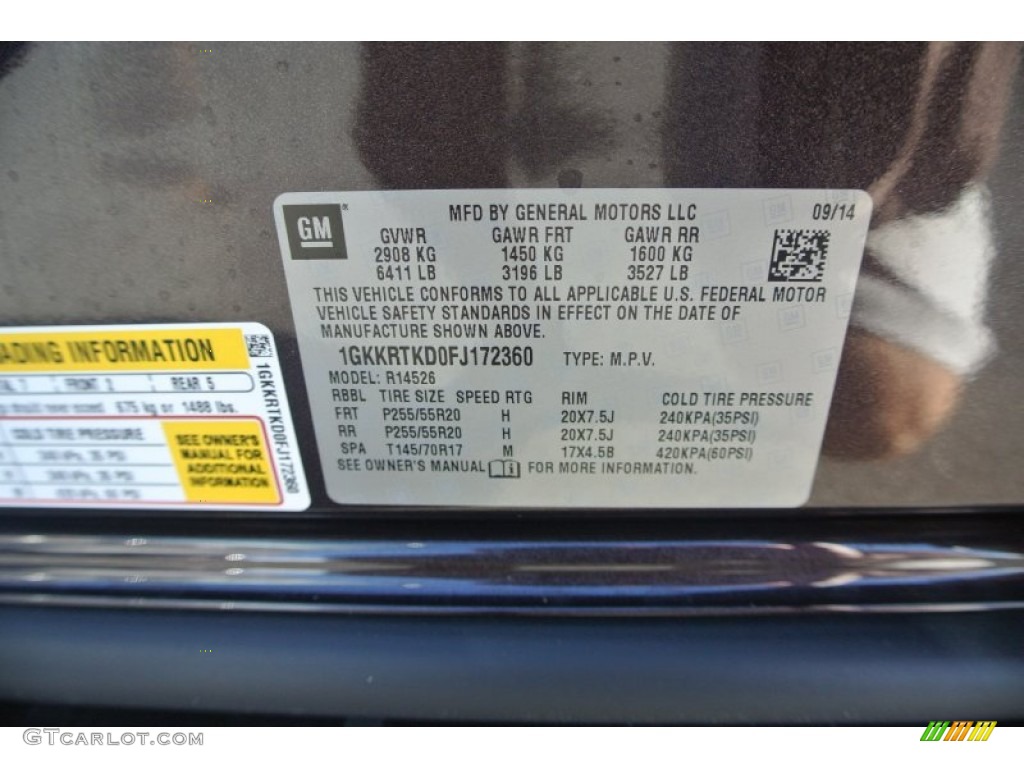 GM
MFD BY GENERAL MOTORS LLC 09/14
GVWR GAWR FRT GAWR RR
2908 KG 1450 KG 1600 KG
6411 LB 3196 LB 3527 LB
THIS VEHICLE CONFORMS TO ALL APPLICABLE U.S. FEDERAL MOTOR
VEHICLE SAFETY STANDARDS IN EFFECT ON THE DATE OF
MANUFACTURE SHOWN ABOVE.
1GKKRTKD0FJ172360 TYPE: M.P.V.
MODEL: R14526
RBBL TIRE SIZE SPEED RTG RIM COLD TIRE PRESSURE
FRT P255/55R20 H 20X7.5J 240KPA(35PSI)
RR P255/55R20 H 20X7.5J 240KPA(35PSI)
SPA T145/70R17 M 17X4.5B 420KPA(60PSI)
SEE OWNER'S MANUAL FOR MORE INFORMATION.
INFORMATION
7 FRONT 2 REAR 5
should never exceed 675 kg or 1488 lbs.
COLD TIRE PRESSURE
SEE OWNER'S
MANUAL FOR
ADDITIONAL
INFORMATION
1GKKRTKD0FJ172360
GTCarLot.com